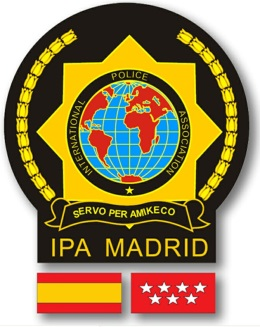 INTERNATIONAL POLICE ASSOCIATION
SERVO PER AMIKECO
IPA MADRID